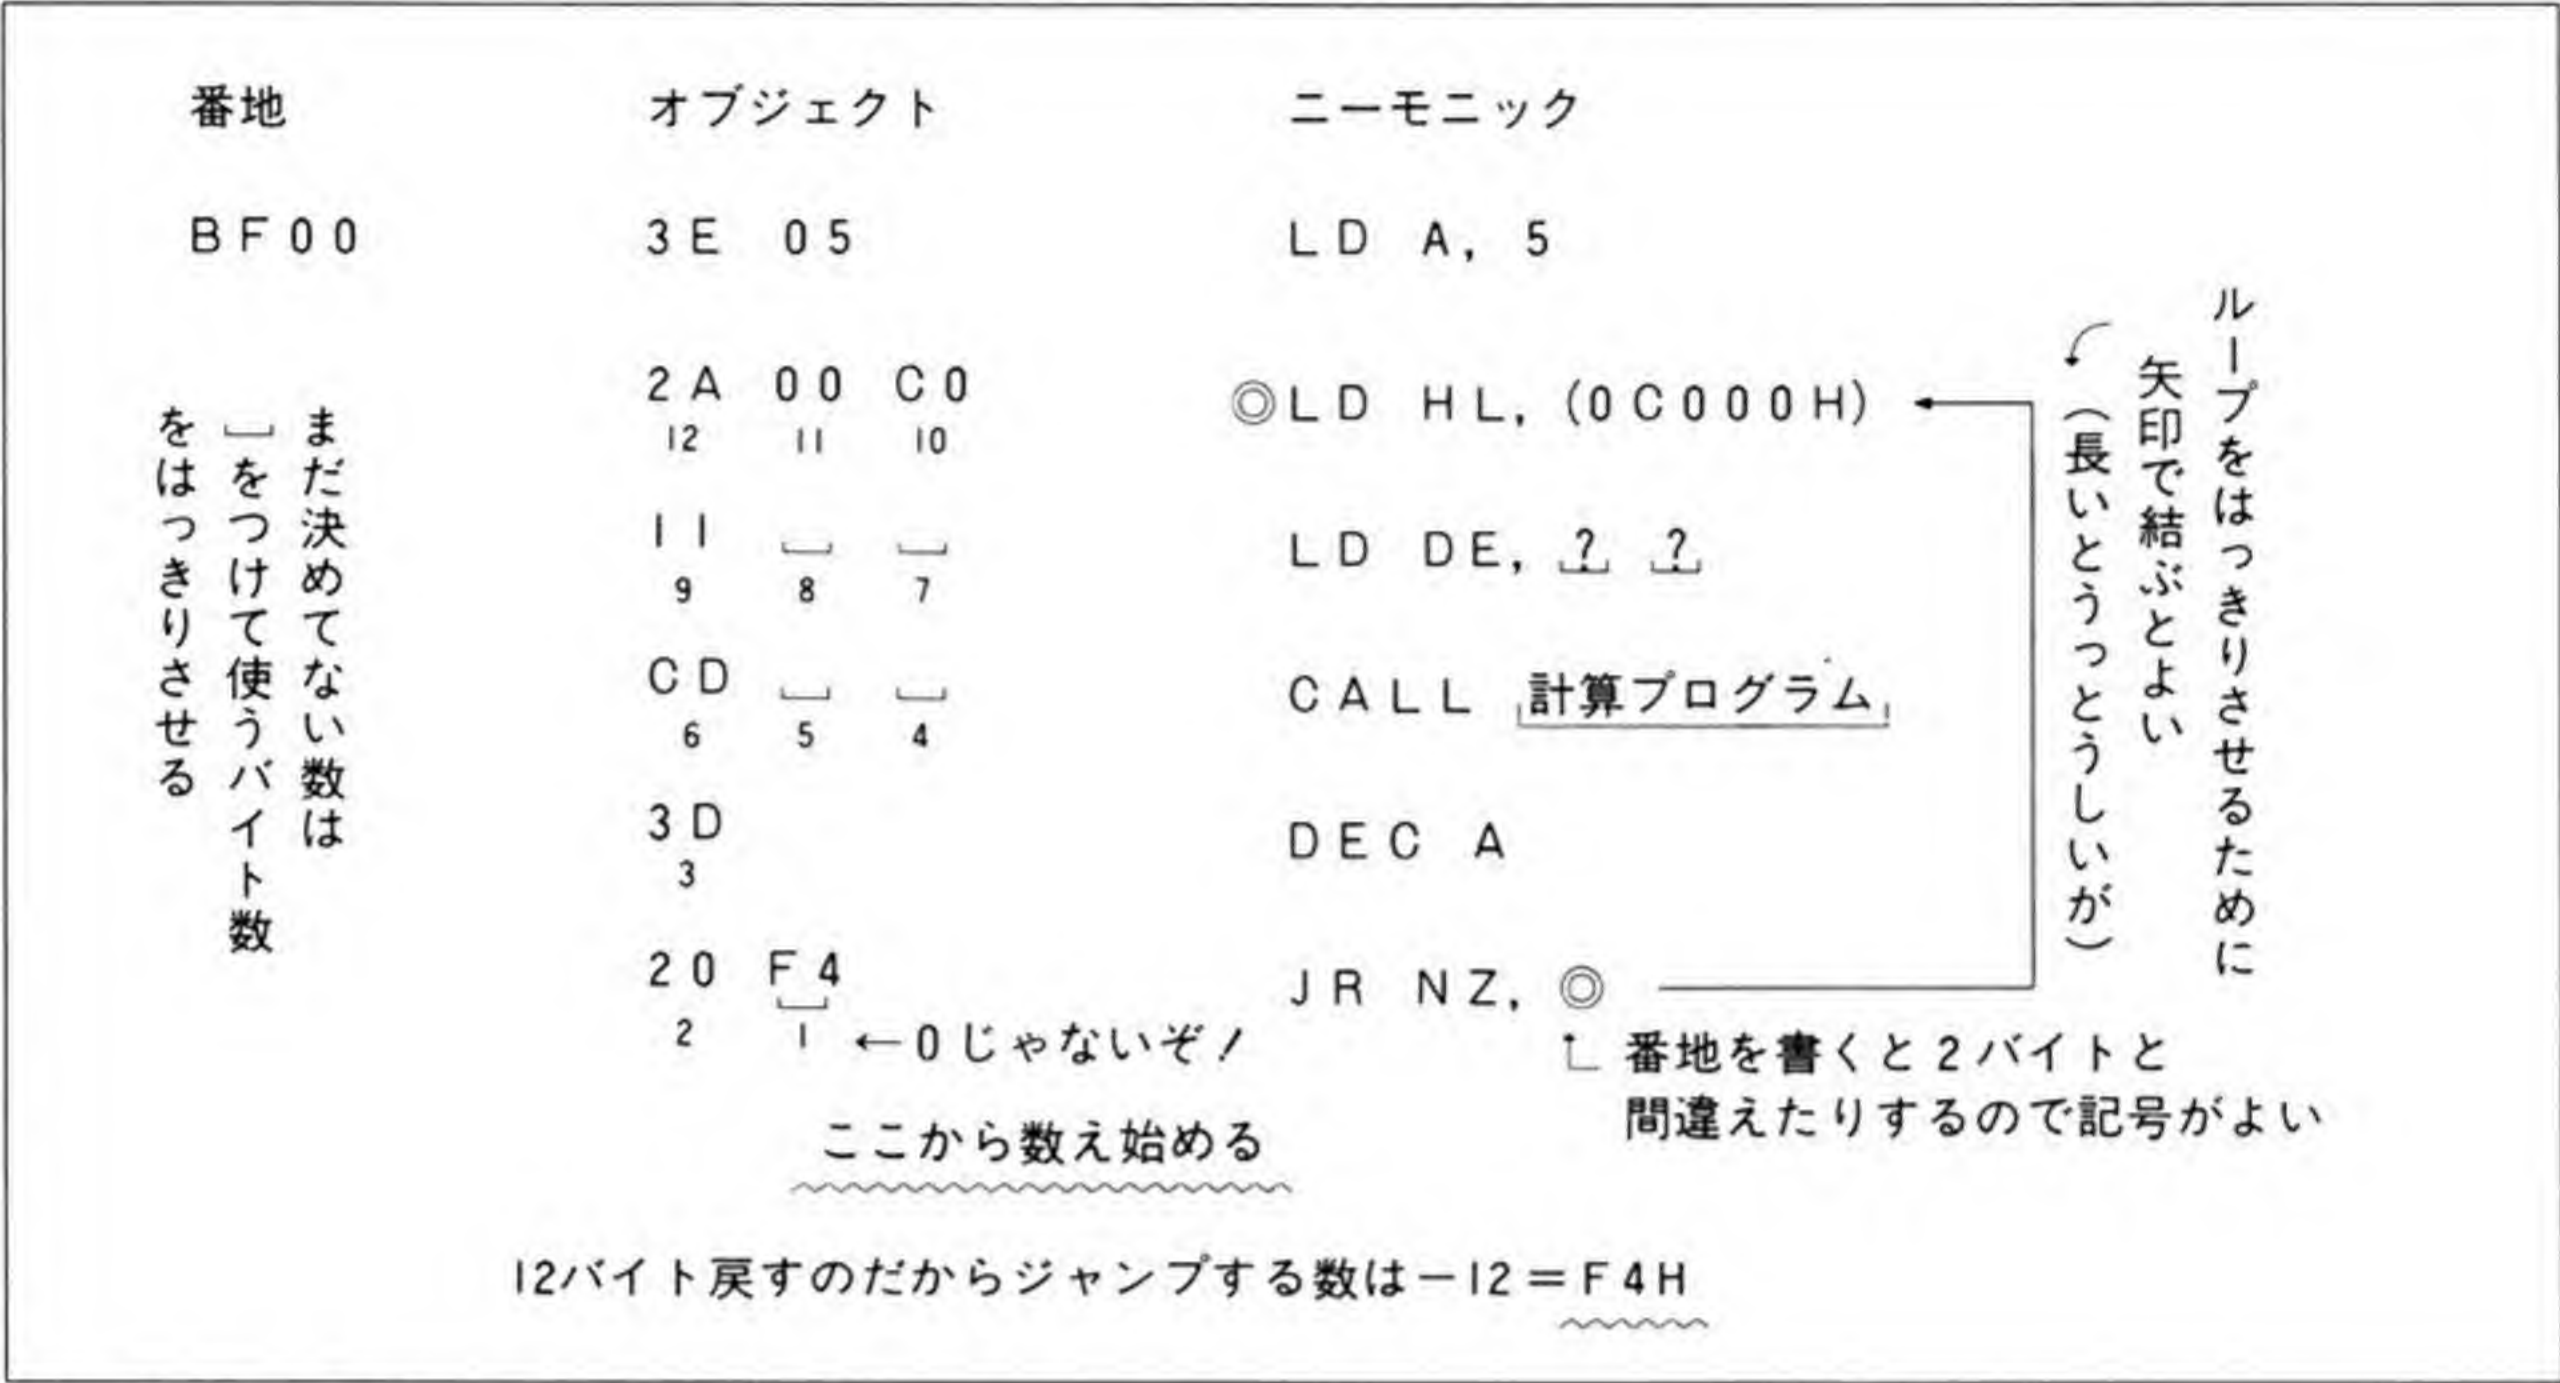 番地 オブジェクト ニーモニック
BF00 3E 05 LD A, 5
2A 00 C0 ◎LD HL, (0C000H)
12 11 10
11 LD DE, ? ?
9 8 7
CD CALL 計算プログラム
6 5 4
3D DEC A
3
20 F4 JR NZ, ◎
2 1 ←0じゃないぞ!
ここから数え始める
まだ決めてない数は
␣をつけて使うバイト数
をはっきりさせる
ループをはっきりさせるために
矢印で結ぶとよい
(長いとうっとうしいが)
番地を書くと2バイトと
間違えたりするので記号がよい
12バイト戻すのだからジャンプする数は-12=F4H